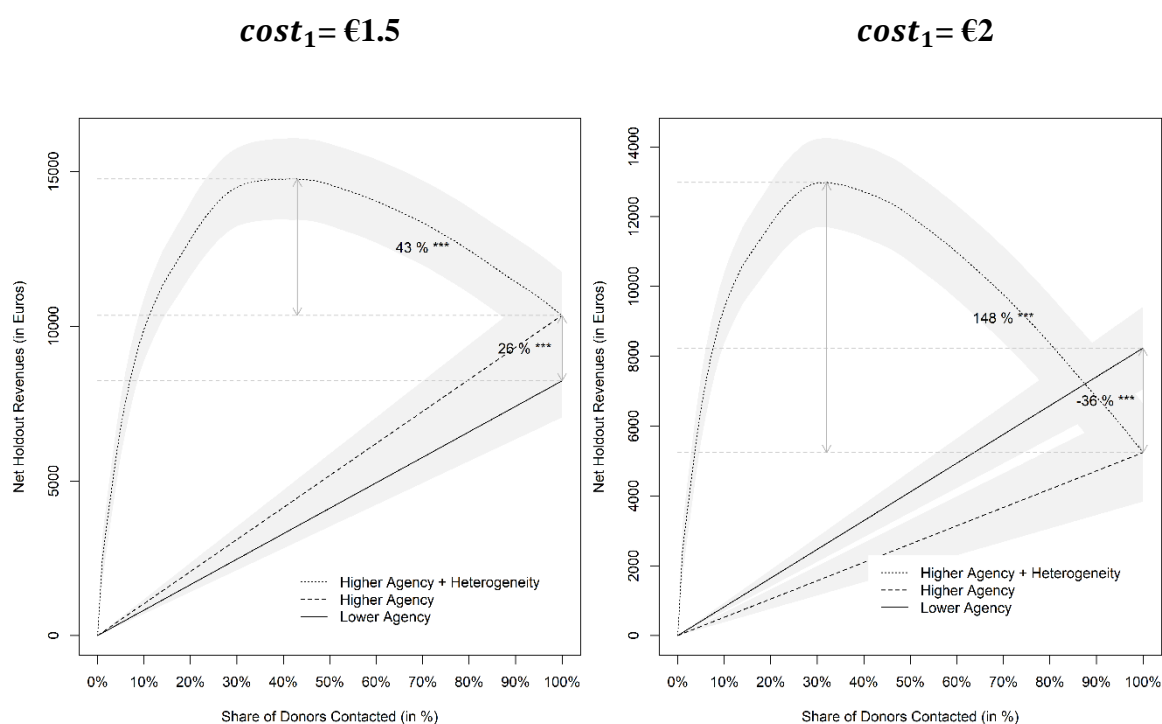 cost₁= €1.5
Net Holdout Revenues (in Euros)
15000
10000
5000
0
43 % ***
26 % ***
Higher Agency + Heterogeneity
Higher Agency
Lower Agency
0% 10% 20% 30% 40% 50% 60% 70% 80% 90% 100%
Share of Donors Contacted (in %)
cost₁= €2
Net Holdout Revenues (in Euros)
14000
12000
10000
8000
6000
4000
2000
0
148 % ***
-36 % ***
Higher Agency + Heterogeneity
Higher Agency
Lower Agency
0% 10% 20% 30% 40% 50% 60% 70% 80% 90% 100%
Share of Donors Contacted (in %)